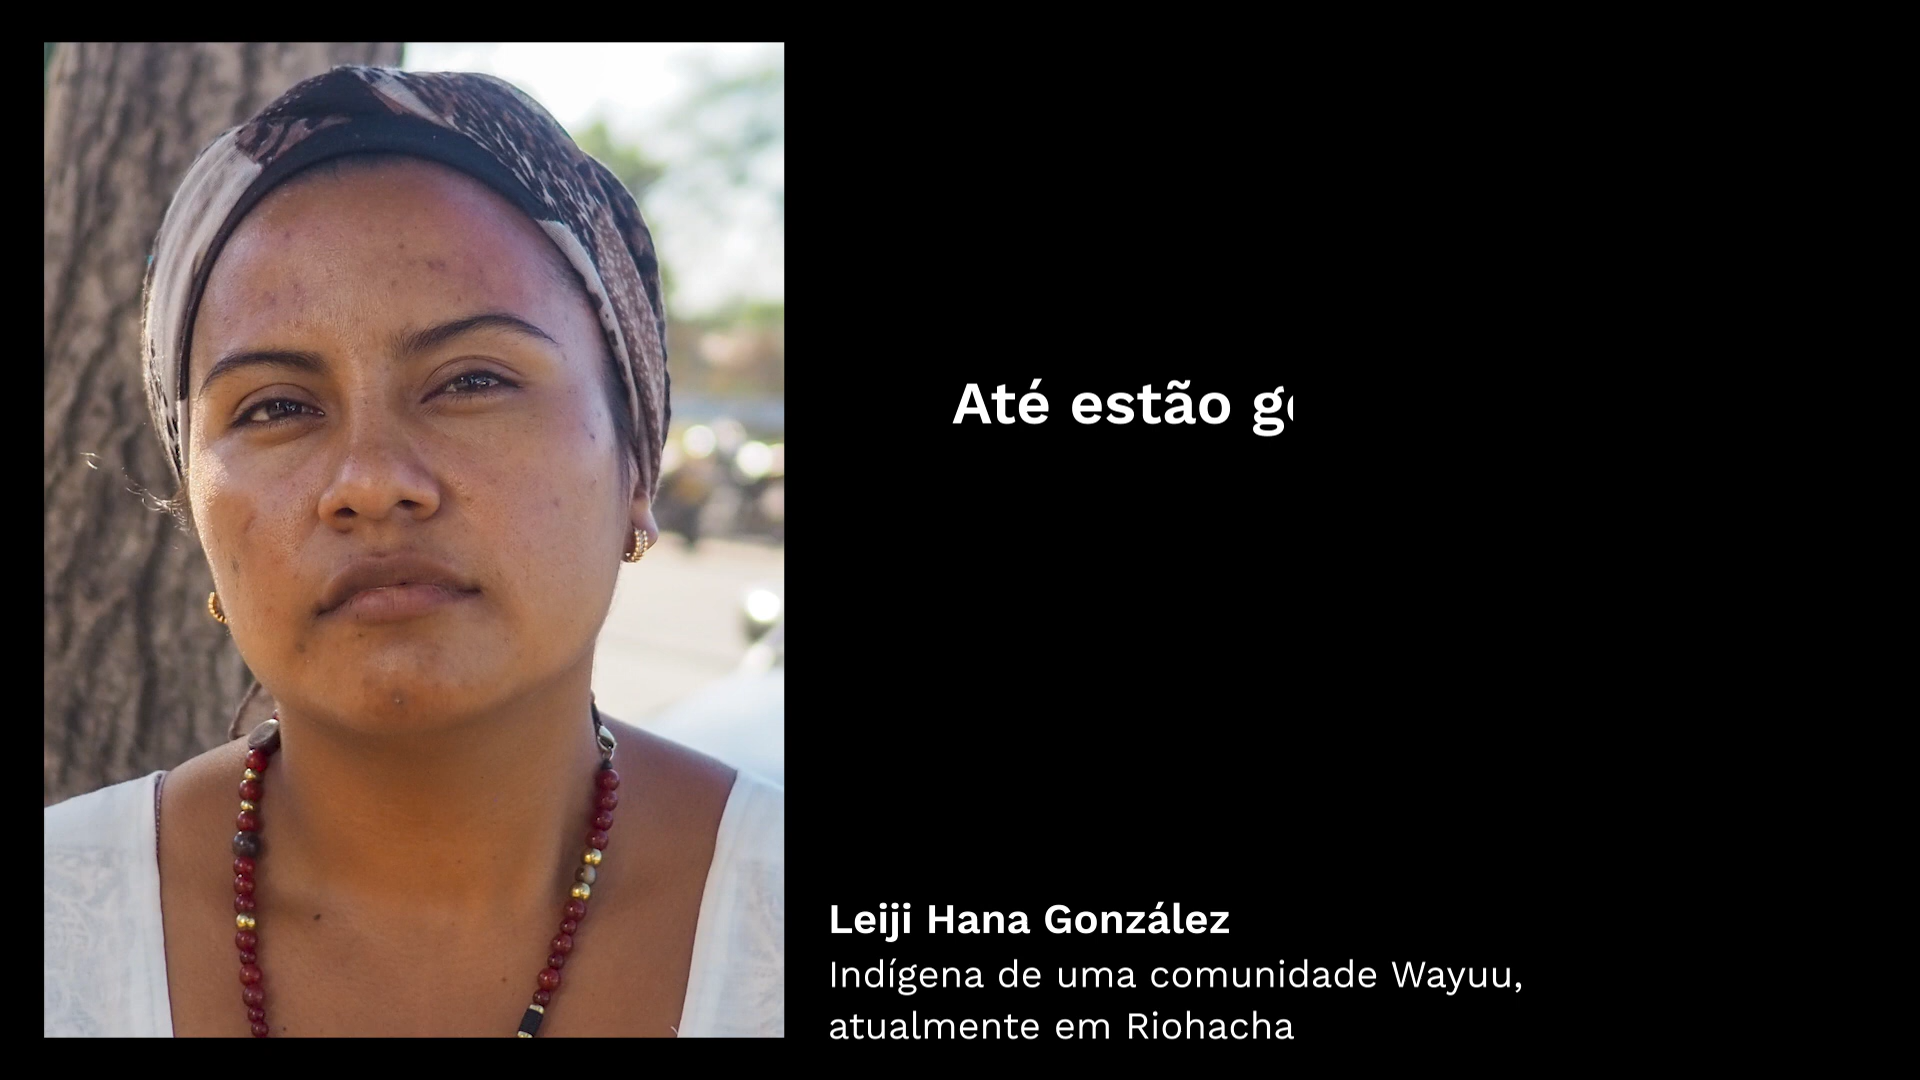 Até estão
Leiji Hana González
Indígena de uma comunidade Wayuu,
atualmente em Riohacha